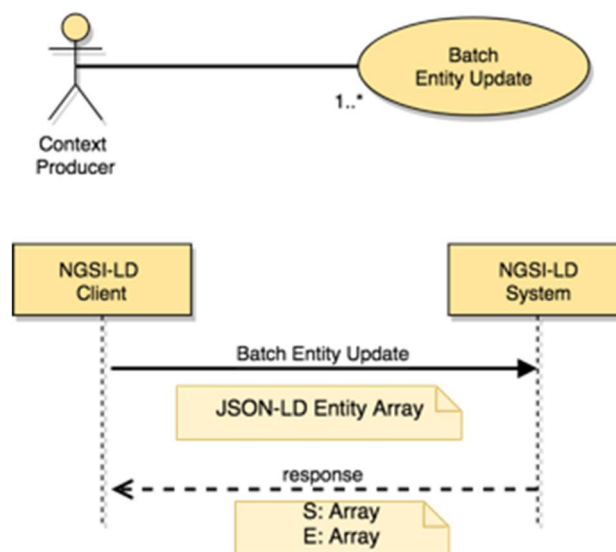 Batch
Entity Update
1..*
Context
Producer
NGSI-LD
Client
NGSI-LD
System
Batch Entity Update
JSON-LD Entity Array
response
S: Array
E: Array